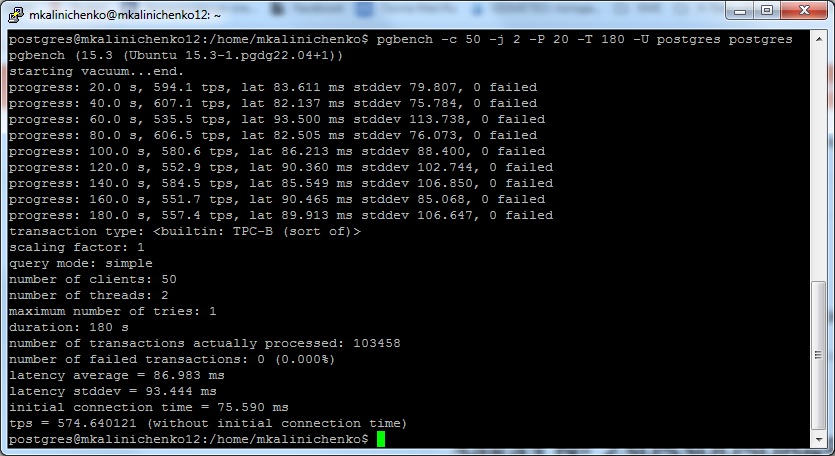 mkalinichenko@mkalinichenko12: ~
postgres@mkalinichenko12:/home/mkalinichenko$ pgbench -c 50 -j 2 -P 20 -T 180 -U postgres postgres
pgbench (15.3 (Ubuntu 15.3-1.pgdg22.04+1))
starting vacuum...end.
progress: 20.0 s, 594.1 tps, lat 83.611 ms stddev 79.807, 0 failed
progress: 40.0 s, 607.1 tps, lat 82.137 ms stddev 75.784, 0 failed
progress: 60.0 s, 535.5 tps, lat 93.500 ms stddev 113.738, 0 failed
progress: 80.0 s, 606.5 tps, lat 82.505 ms stddev 76.073, 0 failed
progress: 100.0 s, 580.6 tps, lat 86.213 ms stddev 88.400, 0 failed
progress: 120.0 s, 552.9 tps, lat 90.360 ms stddev 102.744, 0 failed
progress: 140.0 s, 584.5 tps, lat 85.549 ms stddev 106.850, 0 failed
progress: 160.0 s, 551.7 tps, lat 90.465 ms stddev 85.068, 0 failed
progress: 180.0 s, 557.4 tps, lat 89.913 ms stddev 106.647, 0 failed
transaction type: <builtin: TPC-B (sort of)>
scaling factor: 1
query mode: simple
number of clients: 50
number of threads: 2
maximum number of tries: 1
duration: 180 s
number of transactions actually processed: 103458
number of failed transactions: 0 (0.000%)
latency average = 86.983 ms
latency stddev = 93.444 ms
initial connection time = 75.590 ms
tps = 574.640121 (without initial connection time)
postgres@mkalinichenko12:/home/mkalinichenko$